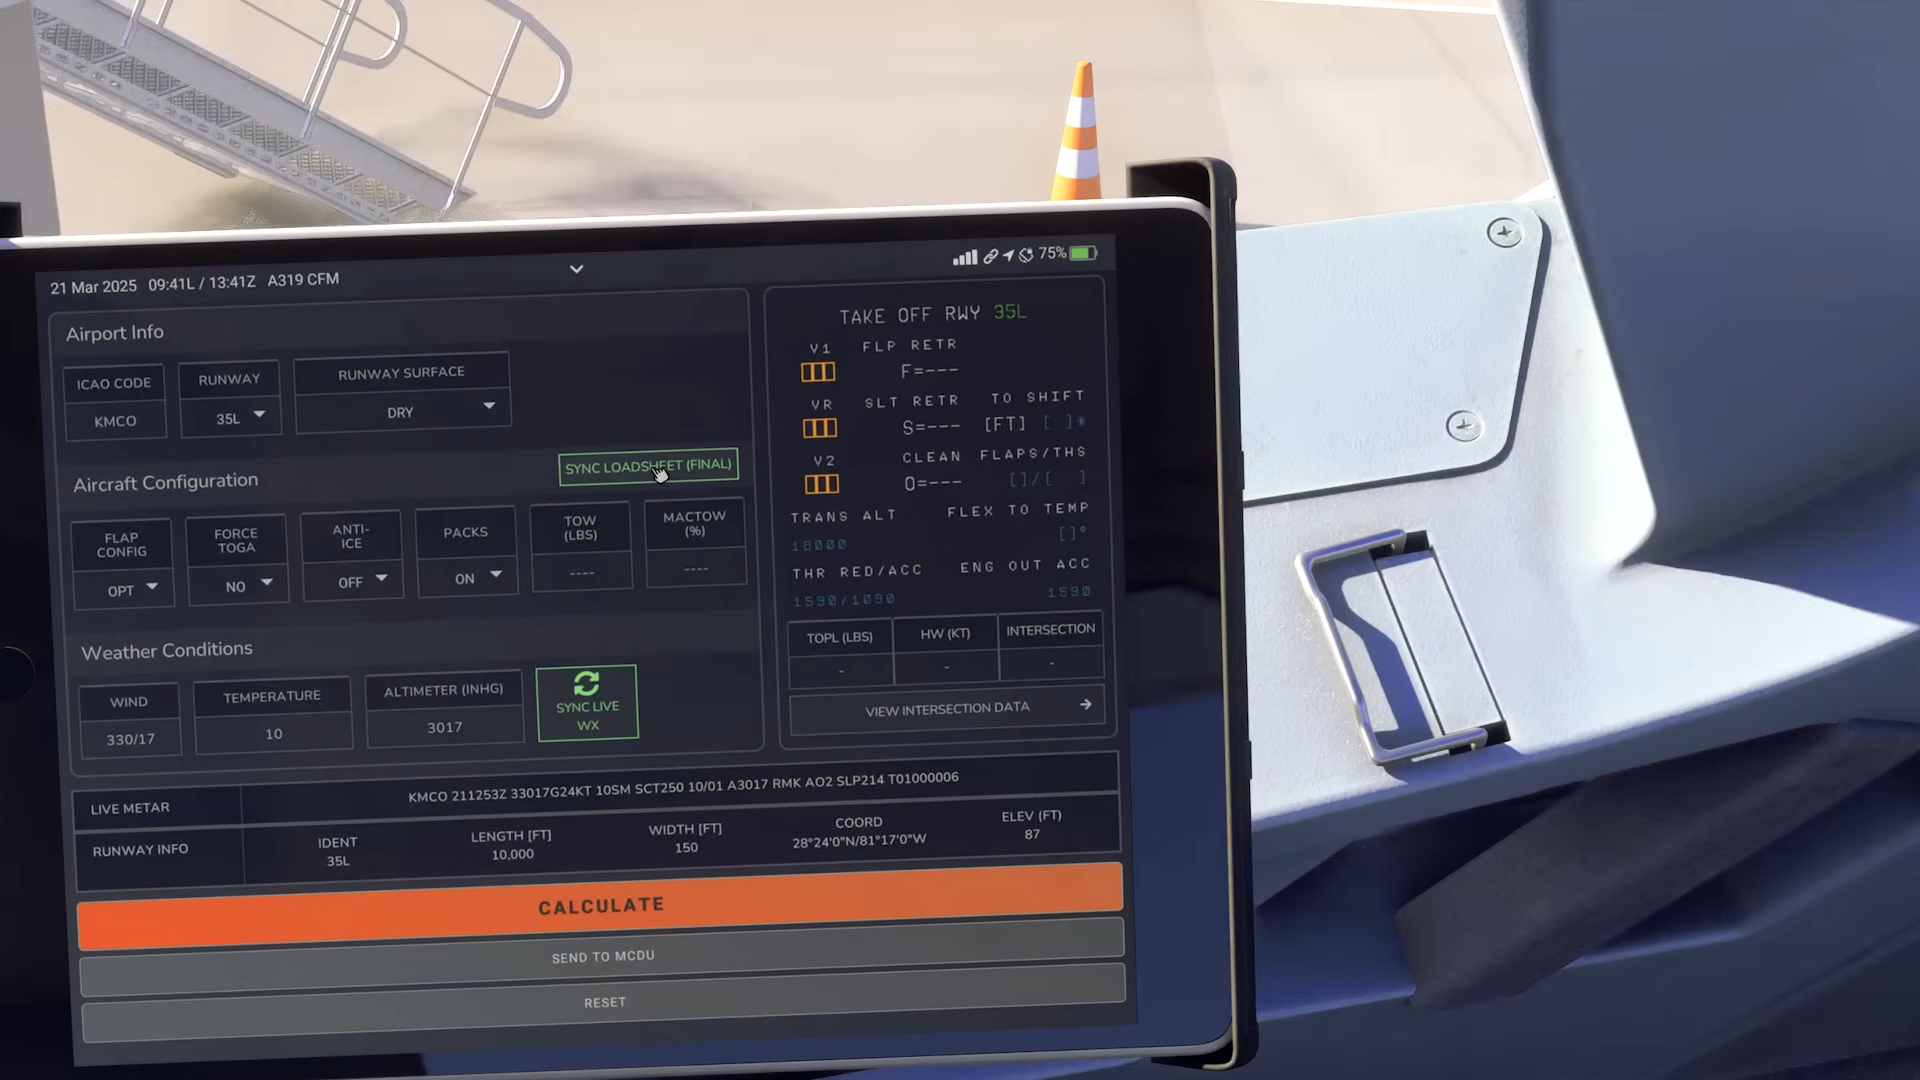 21 Mar 2025 09:41L / 13:41Z A319 CFM
75%
Airport Info
ICAO CODE
KMCO
RUNWAY
35L
RUNWAY SURFACE
DRY
Aircraft Configuration
SYNC LOADSHEET (FINAL)
FLAP
CONFIG
OPT
FORCE
TOGA
NO
ANTI-
ICE
OFF
PACKS
ON
TOW
(LBS)
----
MACTOW
(%)
----
Weather Conditions
WIND
330/17
TEMPERATURE
10
ALTIMETER (INHG)
3017
SYNC LIVE
WX
TAKE OFF RWY 35L
V1 FLP RETR
F=---
VR SLT RETR TO SHIFT
S=--- [FT] [ ]*
V2 CLEAN FLAPS/THS
O=--- []/[ ]
TRANS ALT FLEX TO TEMP
18000 []°
THR RED/ACC ENG OUT ACC
1590/1090 1590
TOPL (LBS)
-
HW (KT)
-
INTERSECTION
-
VIEW INTERSECTION DATA →
LIVE METAR KMCO 211253Z 33017G24KT 10SM SCT250 10/01 A3017 RMK AO2 SLP214 T01000006
RUNWAY INFO
IDENT
35L
LENGTH [FT]
10,000
WIDTH [FT]
150
COORD
28°24'0"N/81°17'0"W
ELEV (FT)
87
CALCULATE
SEND TO MCDU
RESET